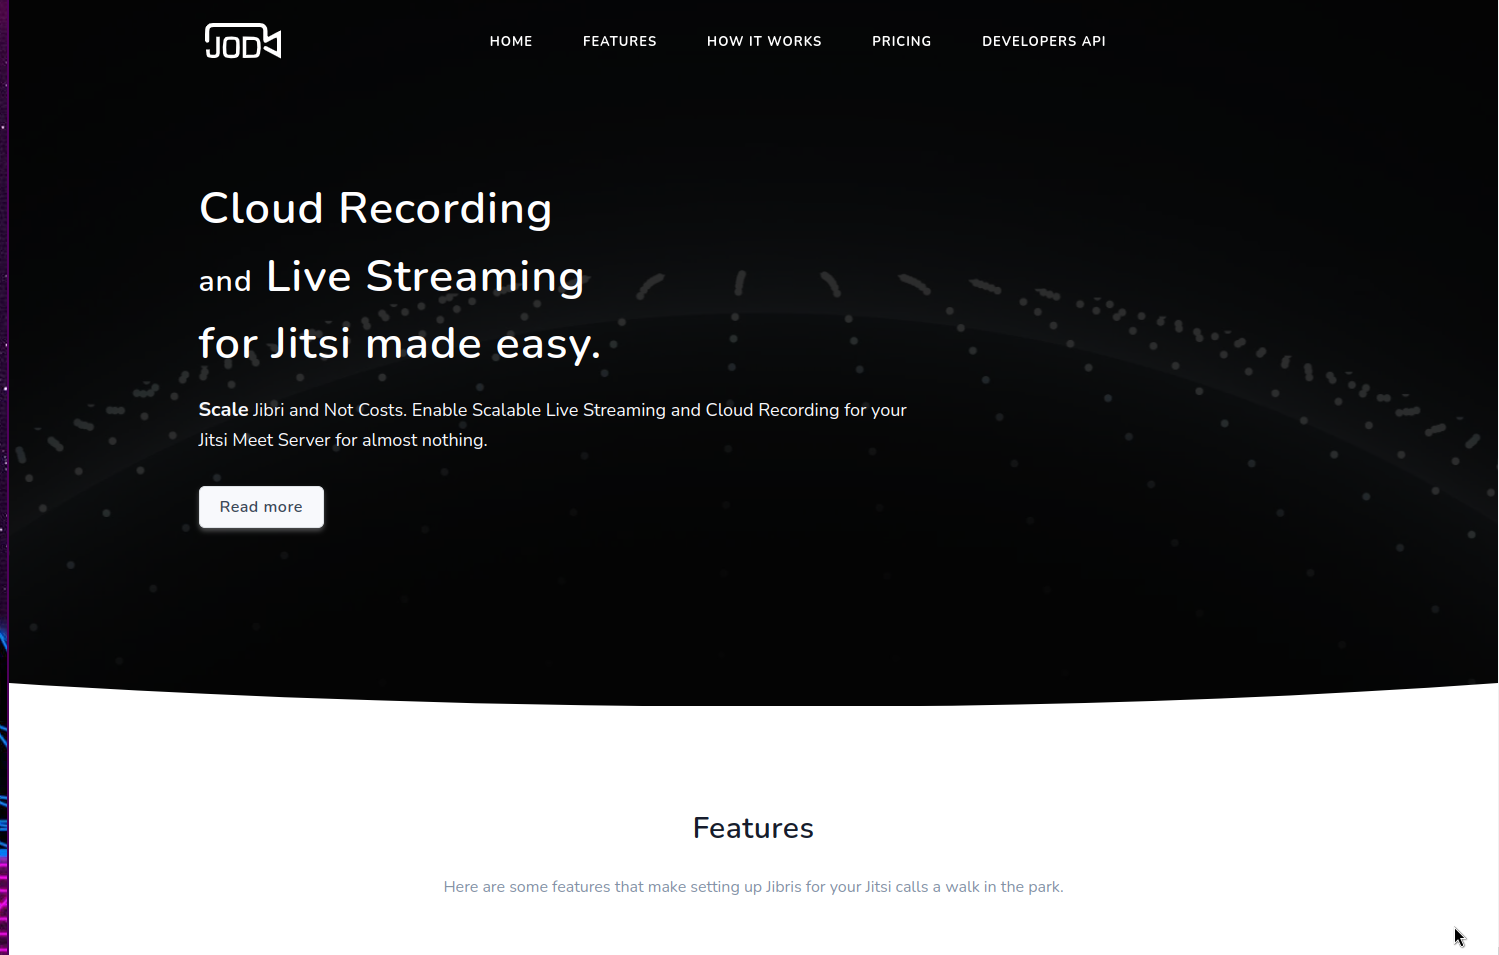 JOD
HOME FEATURES HOW IT WORKS PRICING DEVELOPERS API
Cloud Recording
and Live Streaming
for Jitsi made easy.
Scale Jibri and Not Costs. Enable Scalable Live Streaming and Cloud Recording for your
Jitsi Meet Server for almost nothing.
Read more
Features
Here are some features that make setting up Jibris for your Jitsi calls a walk in the park.